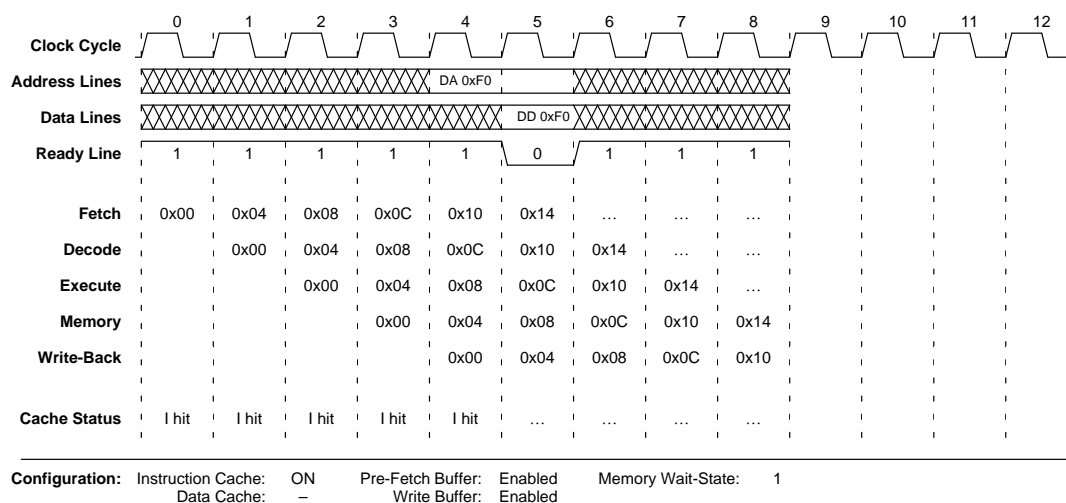 0 1 2 3 4 5 6 7 8 9 10 11 12
Clock Cycle
Address Lines DA 0xF0
Data Lines DD 0xF0
Ready Line 1 1 1 1 1 0 1 1 1
Fetch 0x00 0x04 0x08 0x0C 0x10 0x14 … … …
Decode 0x00 0x04 0x08 0x0C 0x10 0x14 … …
Execute 0x00 0x04 0x08 0x0C 0x10 0x14 …
Memory 0x00 0x04 0x08 0x0C 0x10 0x14
Write-Back 0x00 0x04 0x08 0x0C 0x10
Cache Status I hit I hit I hit I hit I hit … … … …
Configuration: Instruction Cache: ON Pre-Fetch Buffer: Enabled Memory Wait-State: 1
Data Cache: – Write Buffer: Enabled